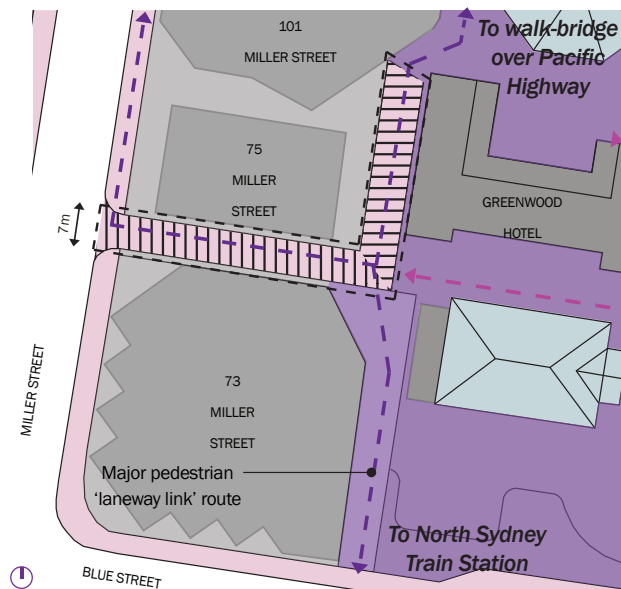 101
MILLER STREET
To walk-bridge
over Pacific
Highway
75
MILLER
STREET
GREENWOOD
HOTEL
7m
MILLER STREET
73
MILLER
STREET
Major pedestrian
‘laneway link’ route
To North Sydney
Train Station
BLUE STREET